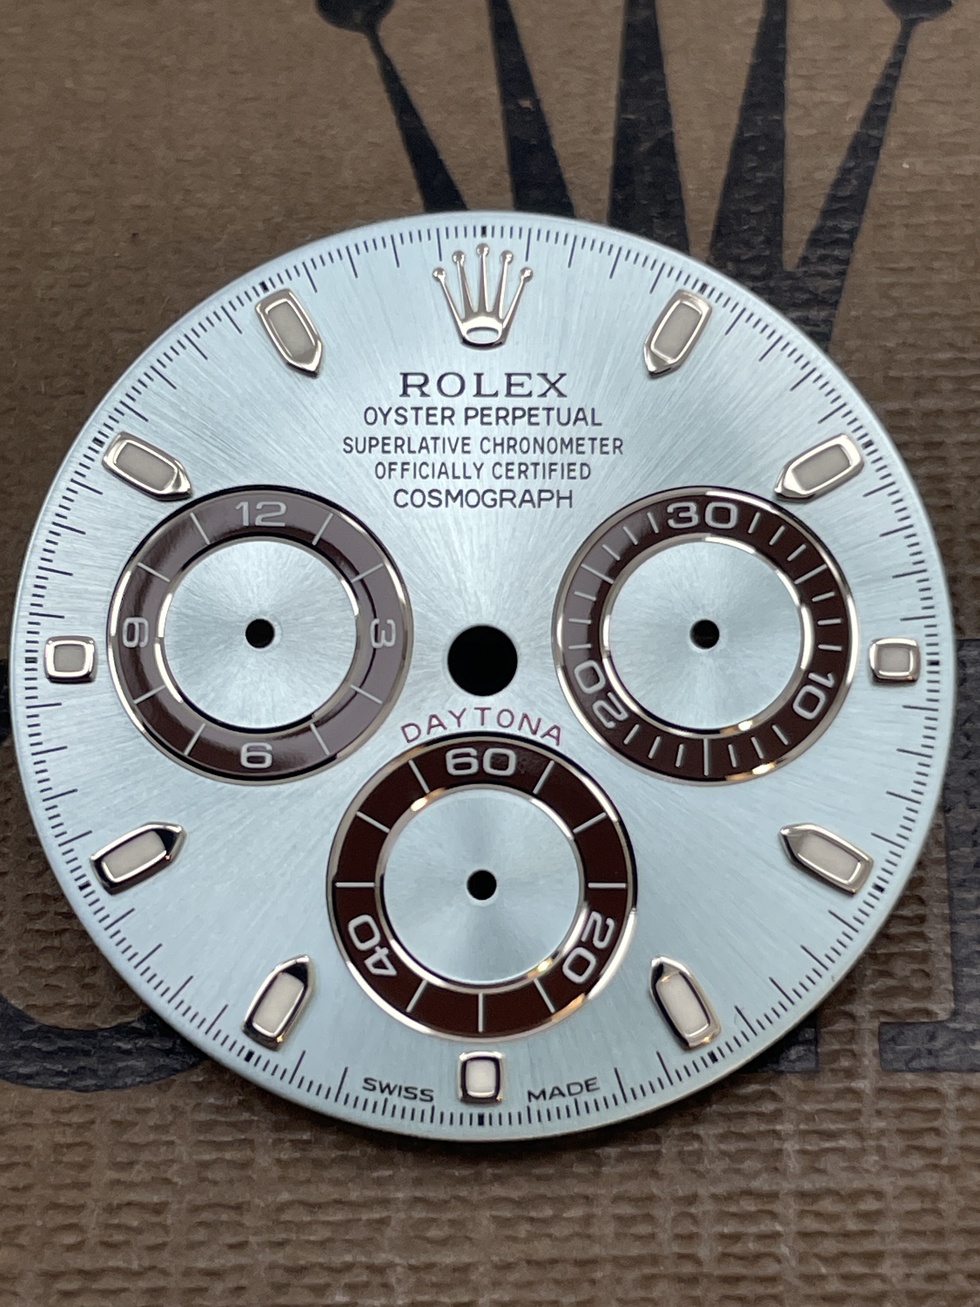 ROLEX
OYSTER PERPETUAL
SUPERLATIVE CHRONOMETER
OFFICIALLY CERTIFIED
COSMOGRAPH
12
9
3
6
30
20
10
DAYTONA
60
40
20
SWISS MADE